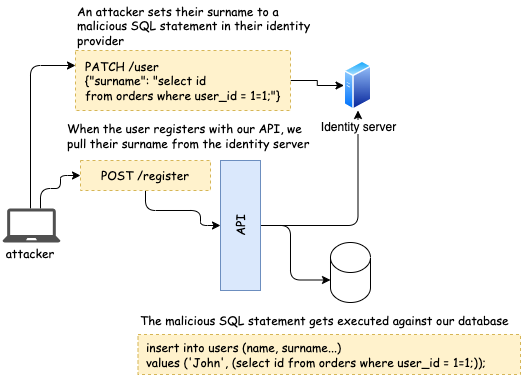 An attacker sets their surname to a
malicious SQL statement in their identity
provider
PATCH /user
{"surname": "select id
from orders where user_id = 1=1;"}
Identity server
When the user registers with our API, we
pull their surname from the identity server
POST /register
API
attacker
The malicious SQL statement gets executed against our database
insert into users (name, surname...)
values ('John', (select id from orders where user_id = 1=1;));